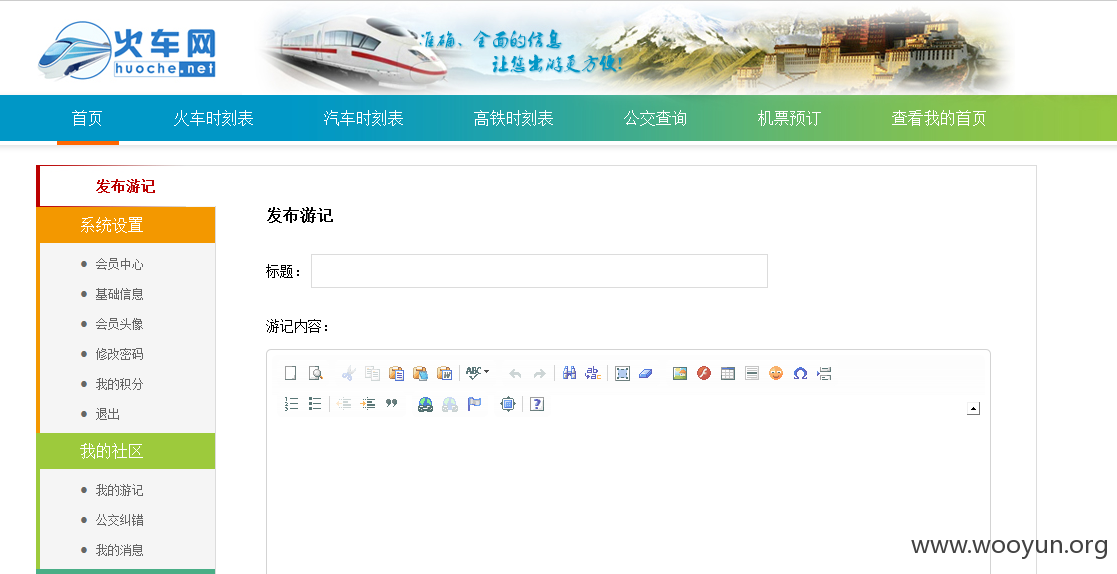 火车网
huoche.net
准确、全面的信息
让您出游更方便!
首页 火车时刻表 汽车时刻表 高铁时刻表 公交查询 机票预订 查看我的首页
发布游记
系统设置
会员中心
基础信息
会员头像
修改密码
我的积分
退出
我的社区
我的游记
公交纠错
我的消息
发布游记
标题：
游记内容：
ABC
www.wooyun.org